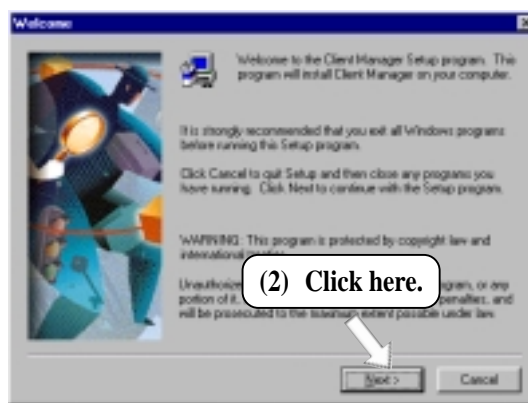 Welcome
Welcome to the Client Manager Setup program. This
program will install Client Manager on your computer.
It is strongly recommended that you exit all Windows programs
before running this Setup program.
Click Cancel to quit Setup and then close any programs you
have running. Click Next to continue with the Setup program.
WARNING: This program is protected by copyright law and
international
(2) Click here.
portion of it, penalties, and
will be prosecuted to the maximum extent possible under law.
Next >
Cancel